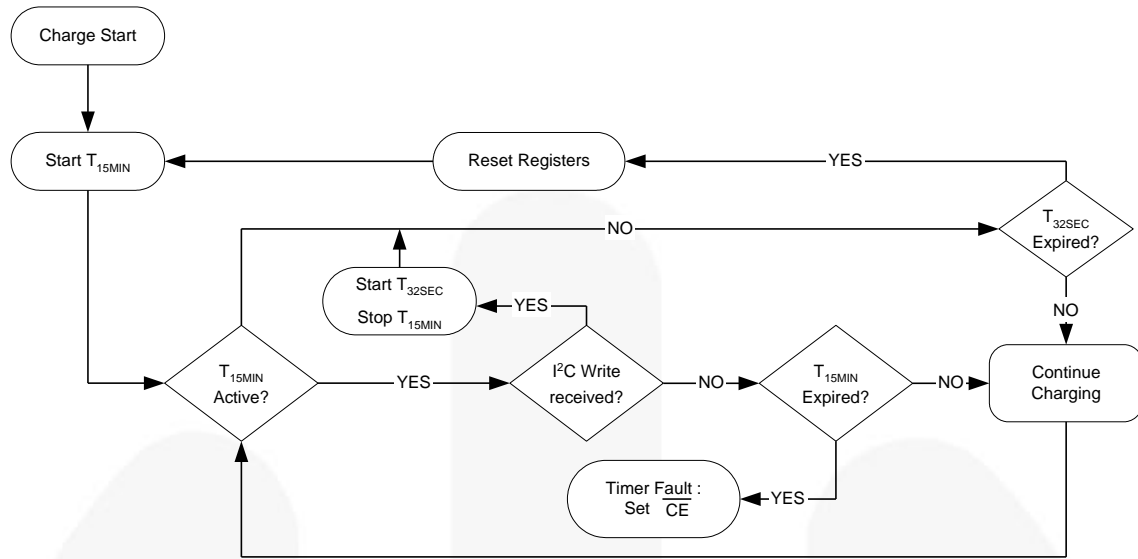 Charge Start
Start T15MIN
Reset Registers
YES
T32SEC
Expired?
NO
Start T32SEC
Stop T15MIN
YES
NO
T15MIN
Active?
YES
I²C Write
received?
NO
T15MIN
Expired?
NO
Continue
Charging
Timer Fault :
Set C̅E̅
YES